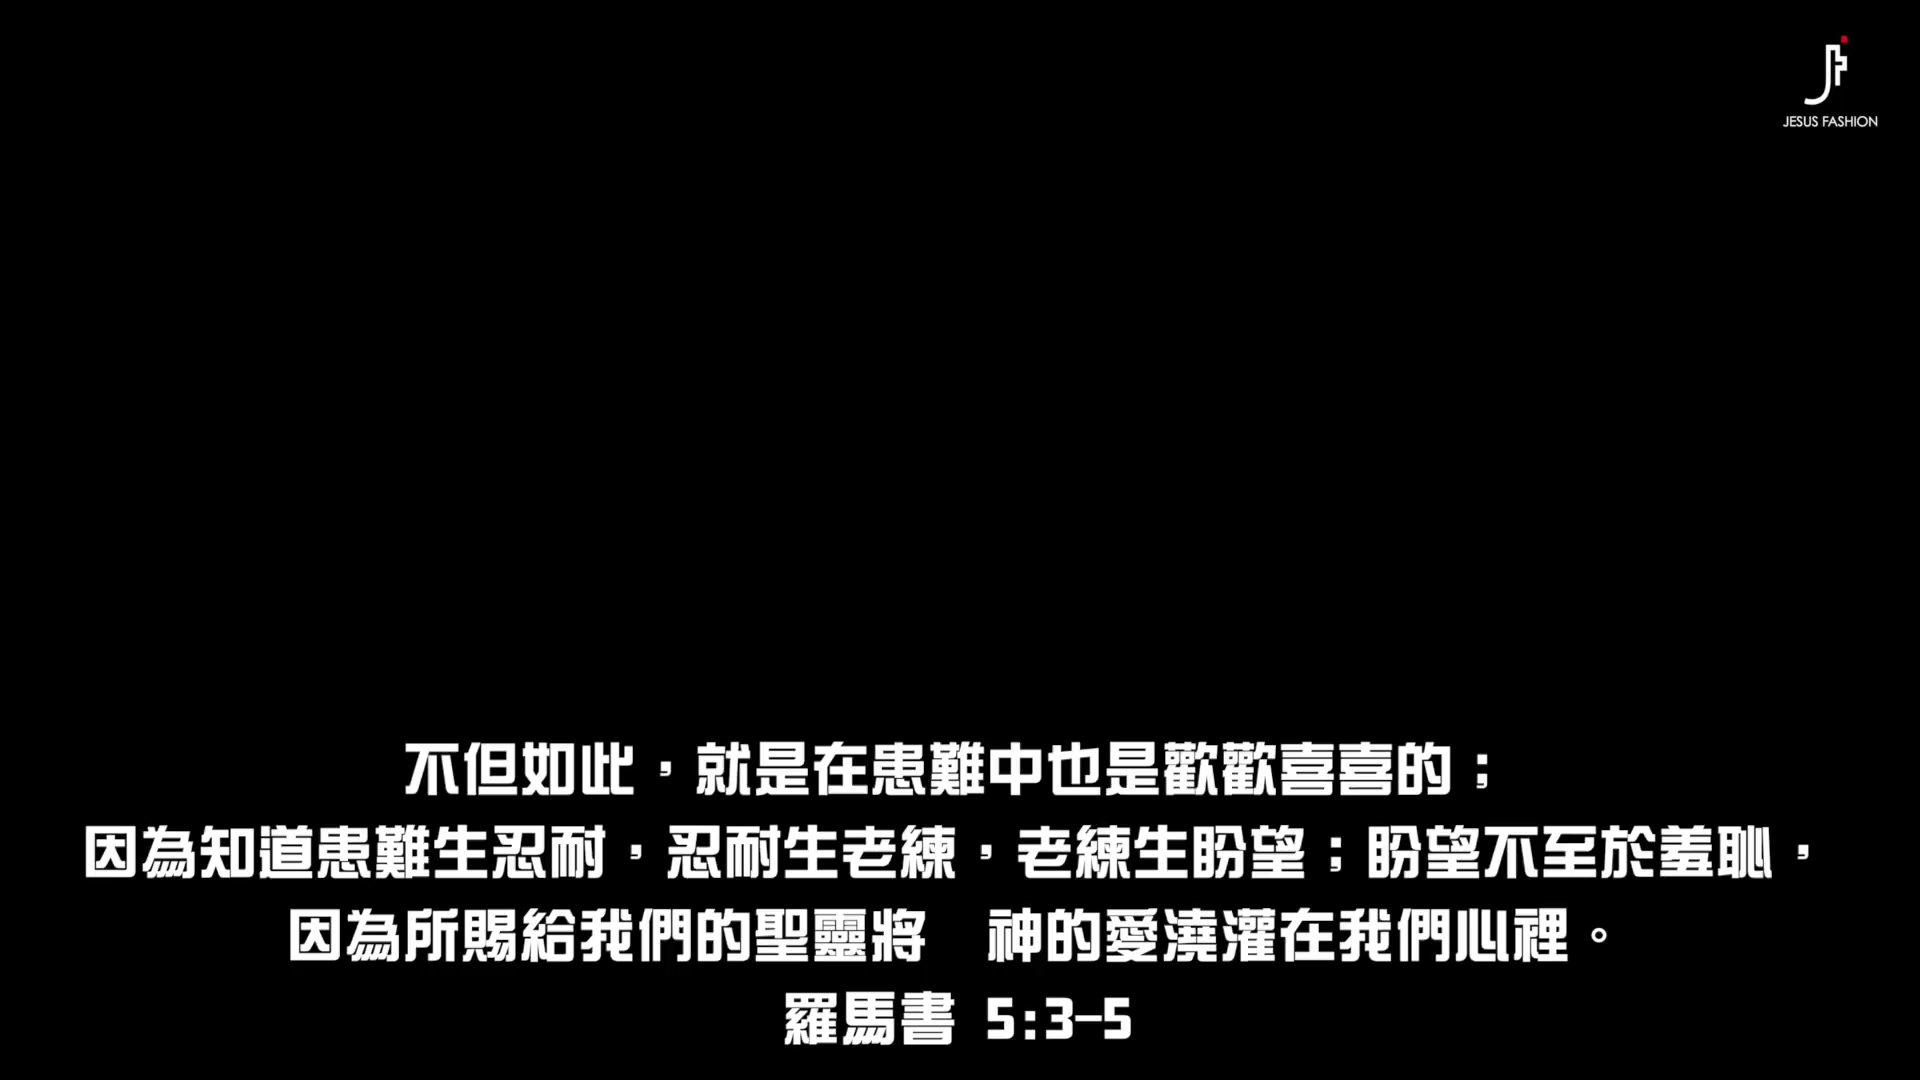 JESUS FASHION
不但如此，就是在患難中也是歡歡喜喜的；
因為知道患難生忍耐，忍耐生老練，老練生盼望；盼望不至於羞恥，
因為所賜給我們的聖靈將　神的愛澆灌在我們心裡。
羅馬書 5:3-5